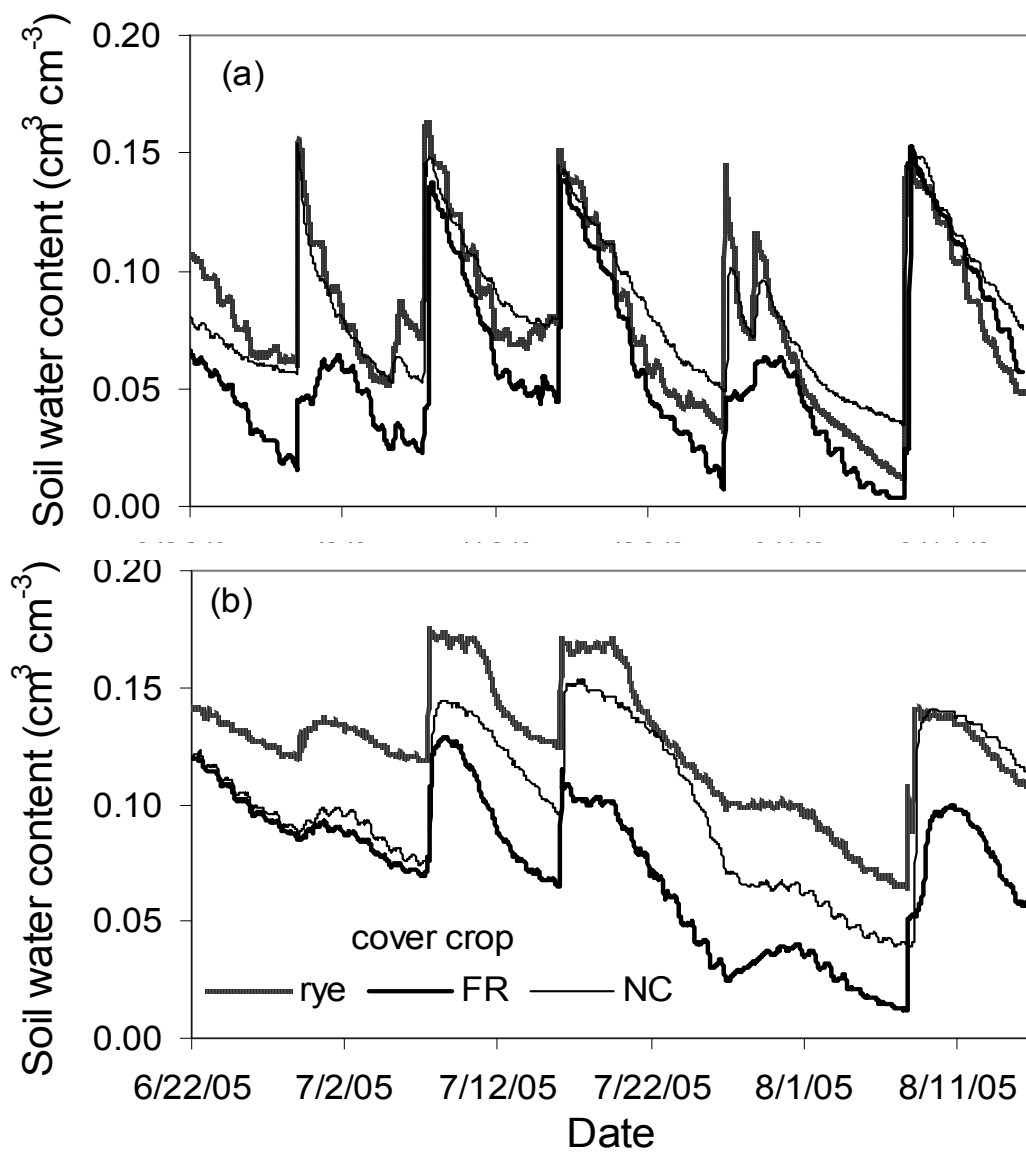 0.20
(a)
0.15
0.10
0.05
0.00
Soil water content (cm3 cm-3)
0.20
(b)
0.15
0.10
0.05
0.00
Soil water content (cm3 cm-3)
cover crop
rye FR NC
6/22/05 7/2/05 7/12/05 7/22/05 8/1/05 8/11/05
Date